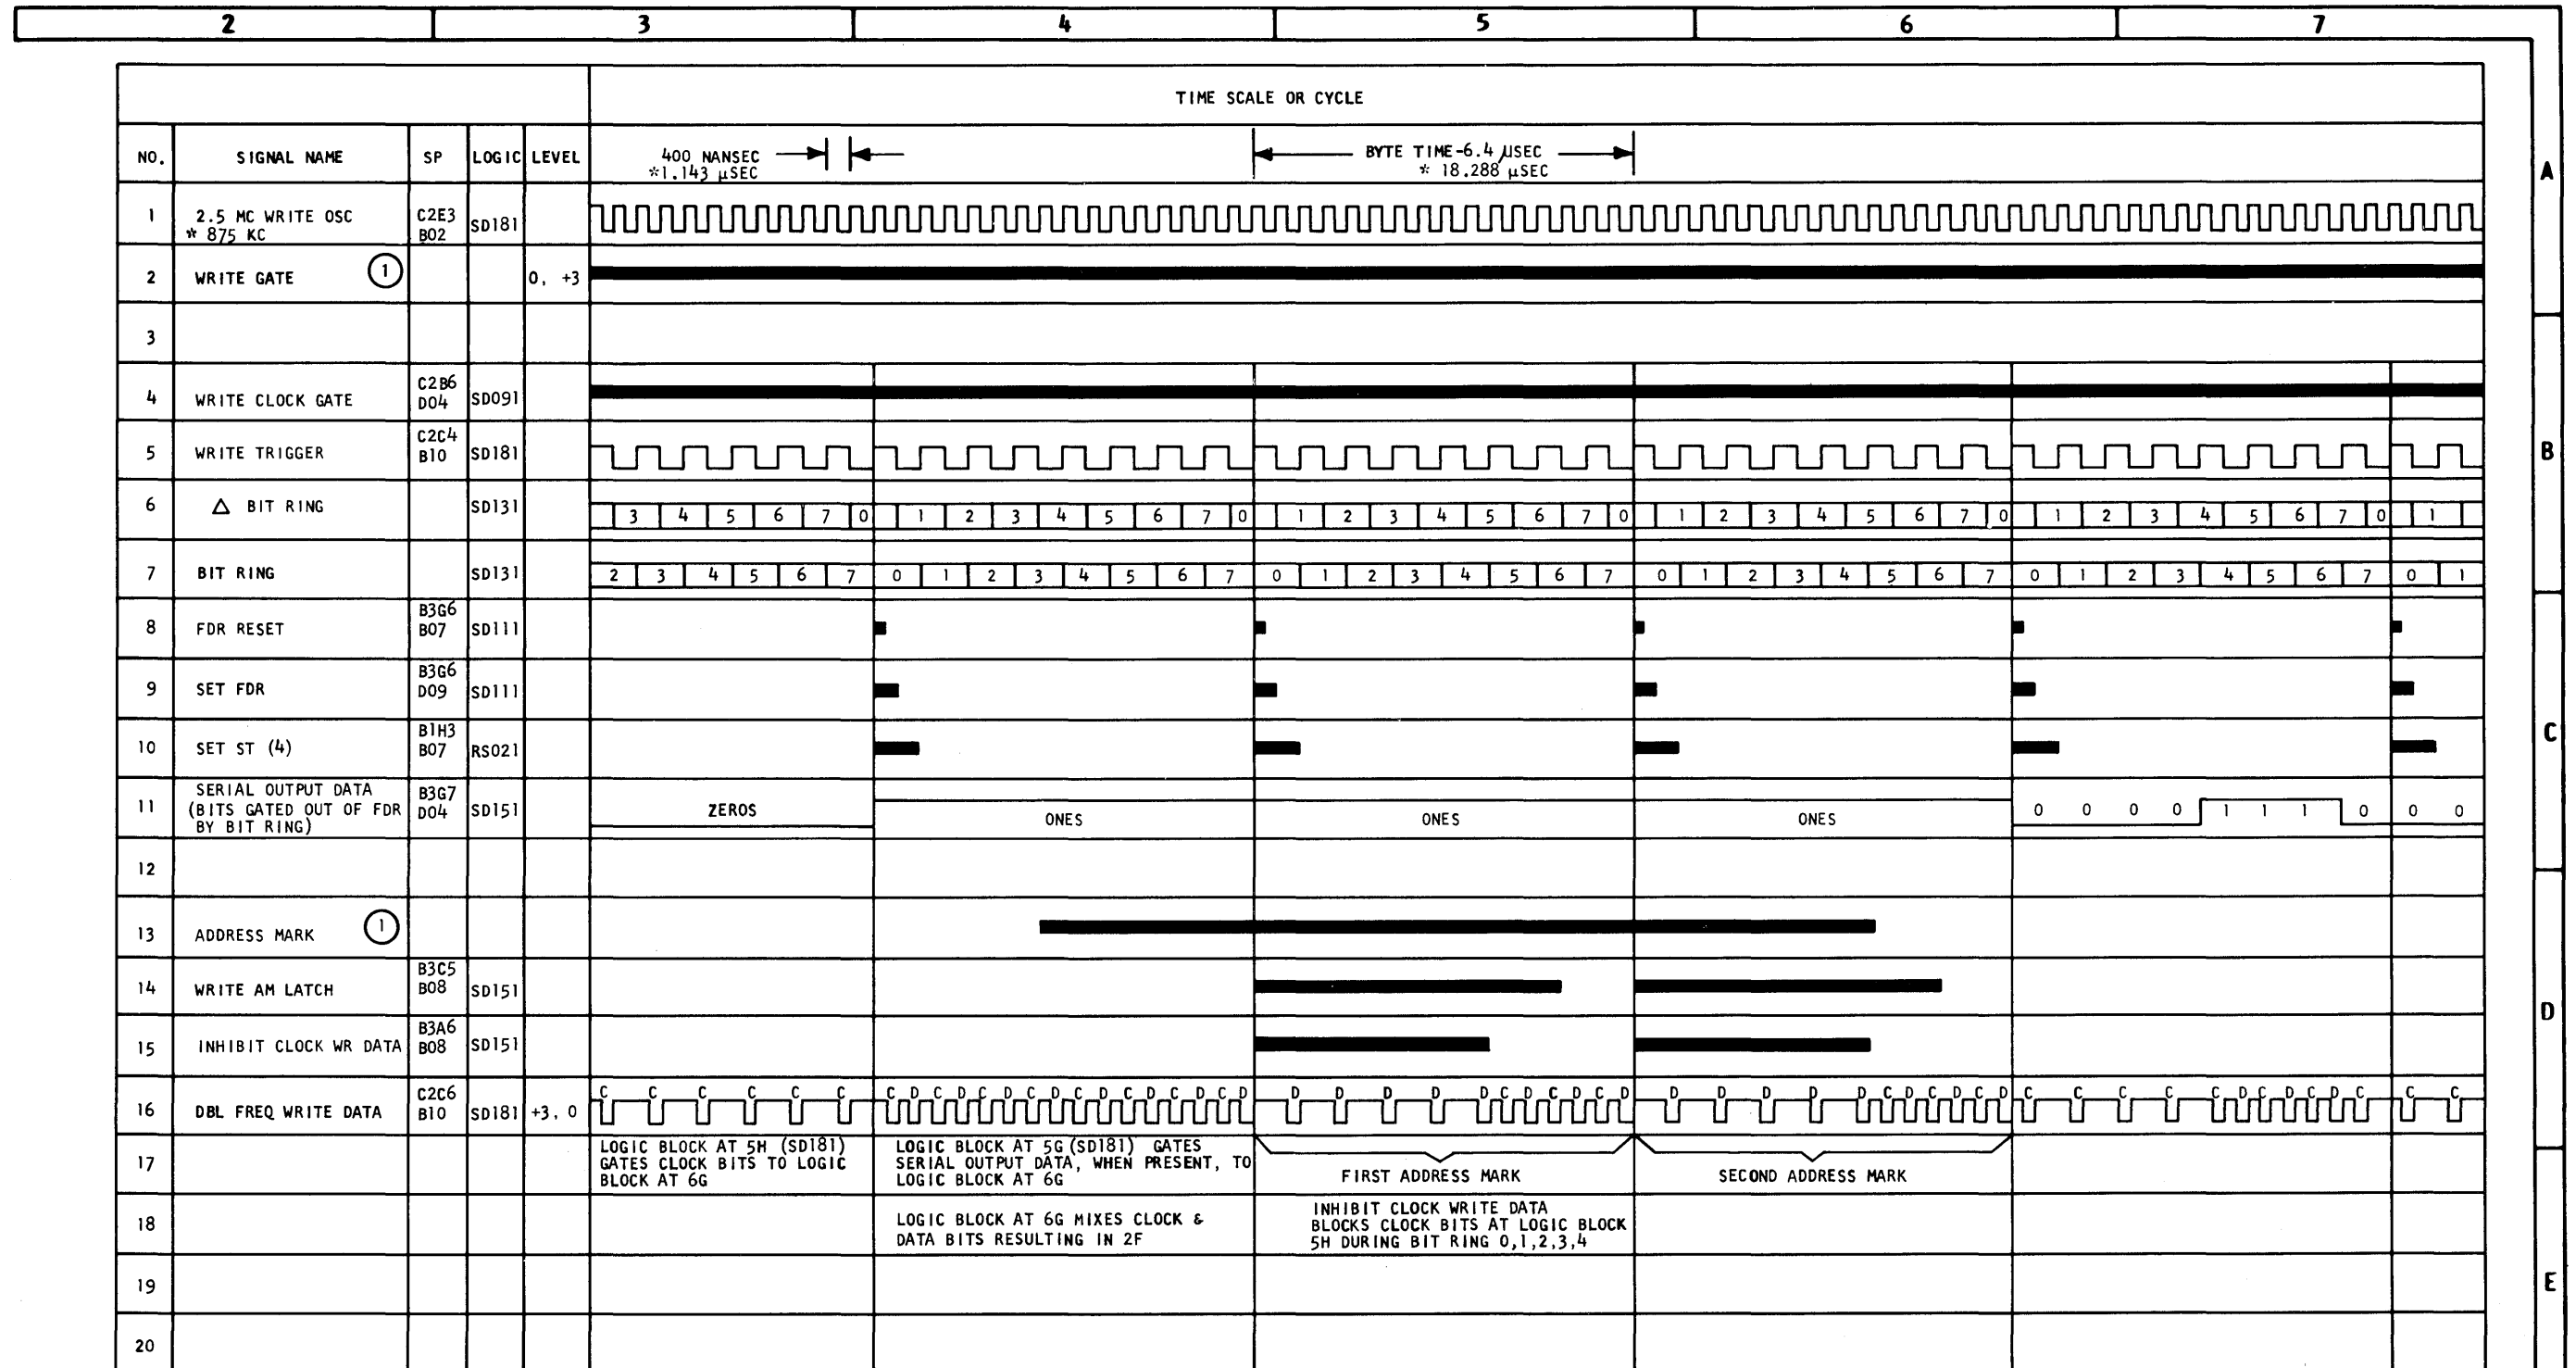 2 3 4 5 6 7
TIME SCALE OR CYCLE
NO. SIGNAL NAME SP LOGIC LEVEL
400 NANSEC
*1.143 µSEC
BYTE TIME-6.4 µSEC
* 18.288 µSEC
A
1 2.5 MC WRITE OSC
* 875 KC
C2E3
B02
SD181
2 WRITE GATE 1 0, +3
3
4 WRITE CLOCK GATE
C2B6
D04
SD091
5 WRITE TRIGGER
C2C4
B10
SD181
B
6 △ BIT RING SD131 3 4 5 6 7 0 1 2 3 4 5 6 7 0 1 2 3 4 5 6 7 0 1 2 3 4 5 6 7 0 1 2 3 4 5 6 7 0 1
7 BIT RING SD131 2 3 4 5 6 7 0 1 2 3 4 5 6 7 0 1 2 3 4 5 6 7 0 1 2 3 4 5 6 7 0 1 2 3 4 5 6 7 0 1
8 FDR RESET
B3G6
B07
SD111
9 SET FDR
B3G6
D09
SD111
10 SET ST (4)
B1H3
B07
RS021
C
11 SERIAL OUTPUT DATA
(BITS GATED OUT OF FDR
BY BIT RING)
B3G7
D04
SD151
ZEROS ONES ONES ONES 0 0 0 0 1 1 1 0 0 0
12
13 ADDRESS MARK 1
14 WRITE AM LATCH
B3C5
B08
SD151
D
15 INHIBIT CLOCK WR DATA
B3A6
B08
SD151
16 DBL FREQ WRITE DATA
C2C6
B10
SD181 +3, 0
C C C C C C C D C D C D C D C D C D C D C D D D D D D C D C D C D D D D D D C D C D C D C C C C C D C D C D C C C
17
LOGIC BLOCK AT 5H (SD181)
GATES CLOCK BITS TO LOGIC
BLOCK AT 6G
LOGIC BLOCK AT 5G (SD181) GATES
SERIAL OUTPUT DATA, WHEN PRESENT, TO
LOGIC BLOCK AT 6G
FIRST ADDRESS MARK
SECOND ADDRESS MARK
18
LOGIC BLOCK AT 6G MIXES CLOCK &
DATA BITS RESULTING IN 2F
INHIBIT CLOCK WRITE DATA
BLOCKS CLOCK BITS AT LOGIC BLOCK
5H DURING BIT RING 0,1,2,3,4
19
E
20